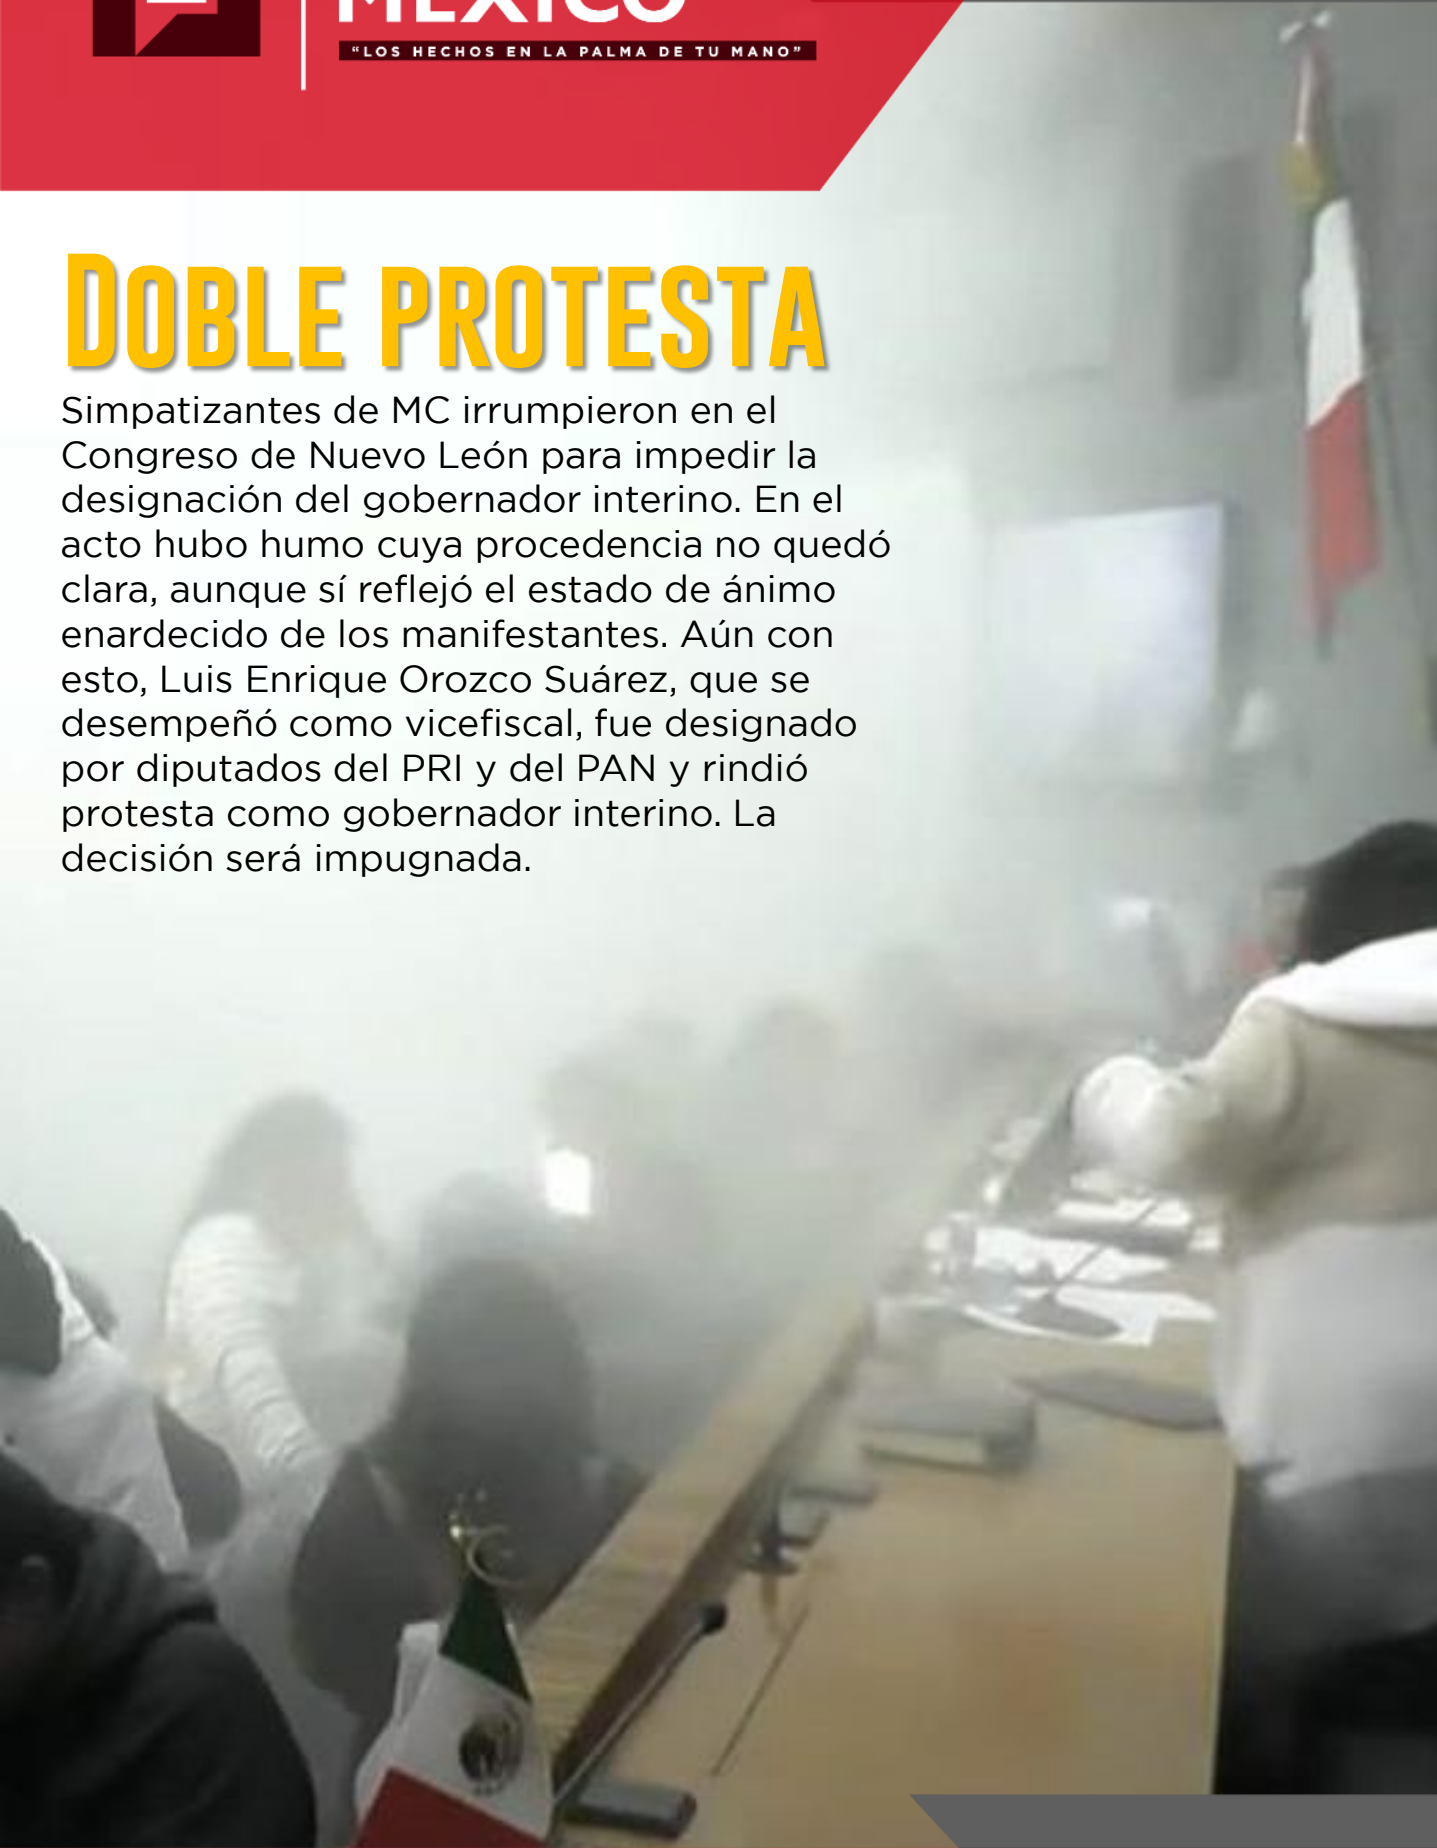 MÉXICO
“LOS HECHOS EN LA PALMA DE TU MANO”
DOBLE PROTESTA
Simpatizantes de MC irrumpieron en el
Congreso de Nuevo León para impedir la
designación del gobernador interino. En el
acto hubo humo cuya procedencia no quedó
clara, aunque sí reflejó el estado de ánimo
enardecido de los manifestantes. Aún con
esto, Luis Enrique Orozco Suárez, que se
desempeñó como vicefiscal, fue designado
por diputados del PRI y del PAN y rindió
protesta como gobernador interino. La
decisión será impugnada.